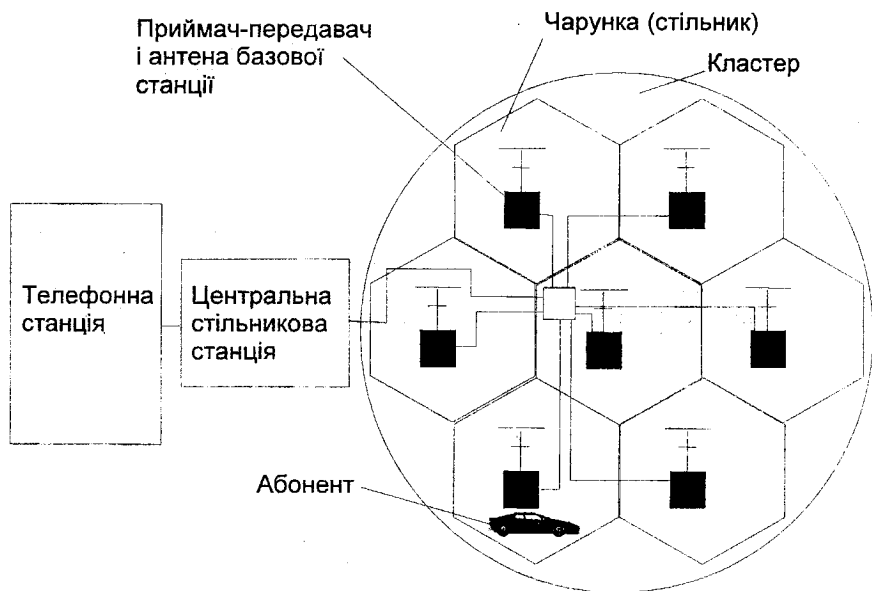 Приймач-передавач
і антена базової
станції
Чарунка (стільник)
Кластер
Телефонна
станція
Центральна
стільникова
станція
Абонент